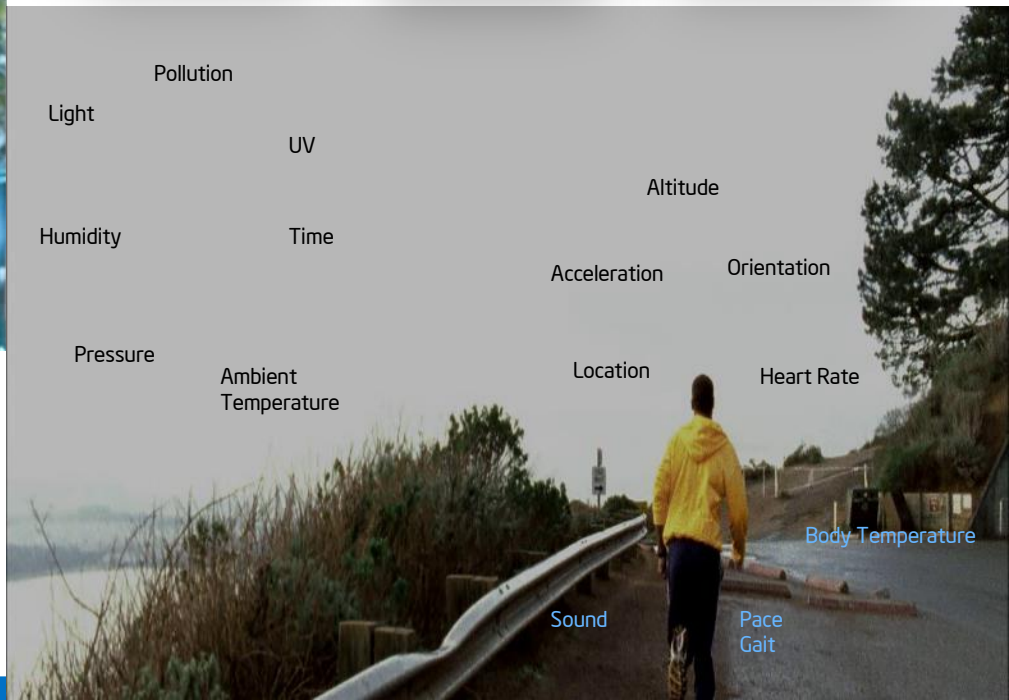 Pollution
Light
UV
Altitude
Humidity
Time
Acceleration
Orientation
Pressure
Ambient
Temperature
Location
Heart Rate
Body Temperature
Sound
Pace
Gait